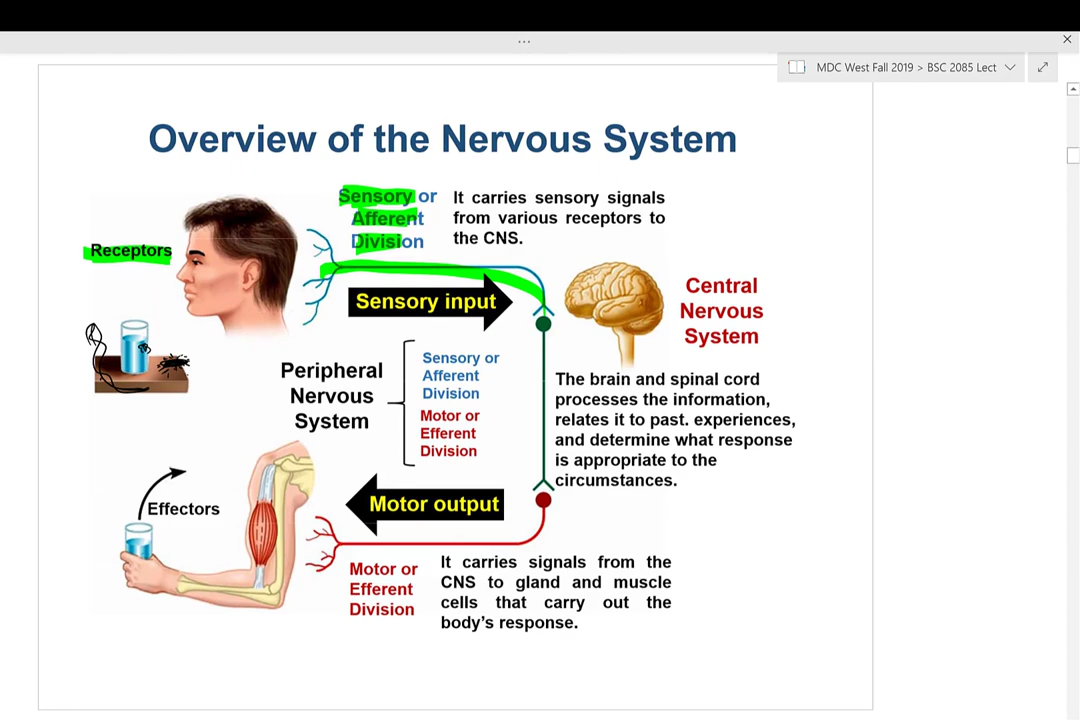 ...
MDC West Fall 2019 > BSC 2085 Lect
Overview of the Nervous System
Sensory or
Afferent
Division
It carries sensory signals
from various receptors to
the CNS.
Receptors
Sensory input
Central
Nervous
System
Peripheral
Nervous
System
Sensory or
Afferent
Division
Motor or
Efferent
Division
The brain and spinal cord
processes the information,
relates it to past. experiences,
and determine what response
is appropriate to the
circumstances.
Effectors
Motor output
Motor or
Efferent
Division
It carries signals from the
CNS to gland and muscle
cells that carry out the
body's response.